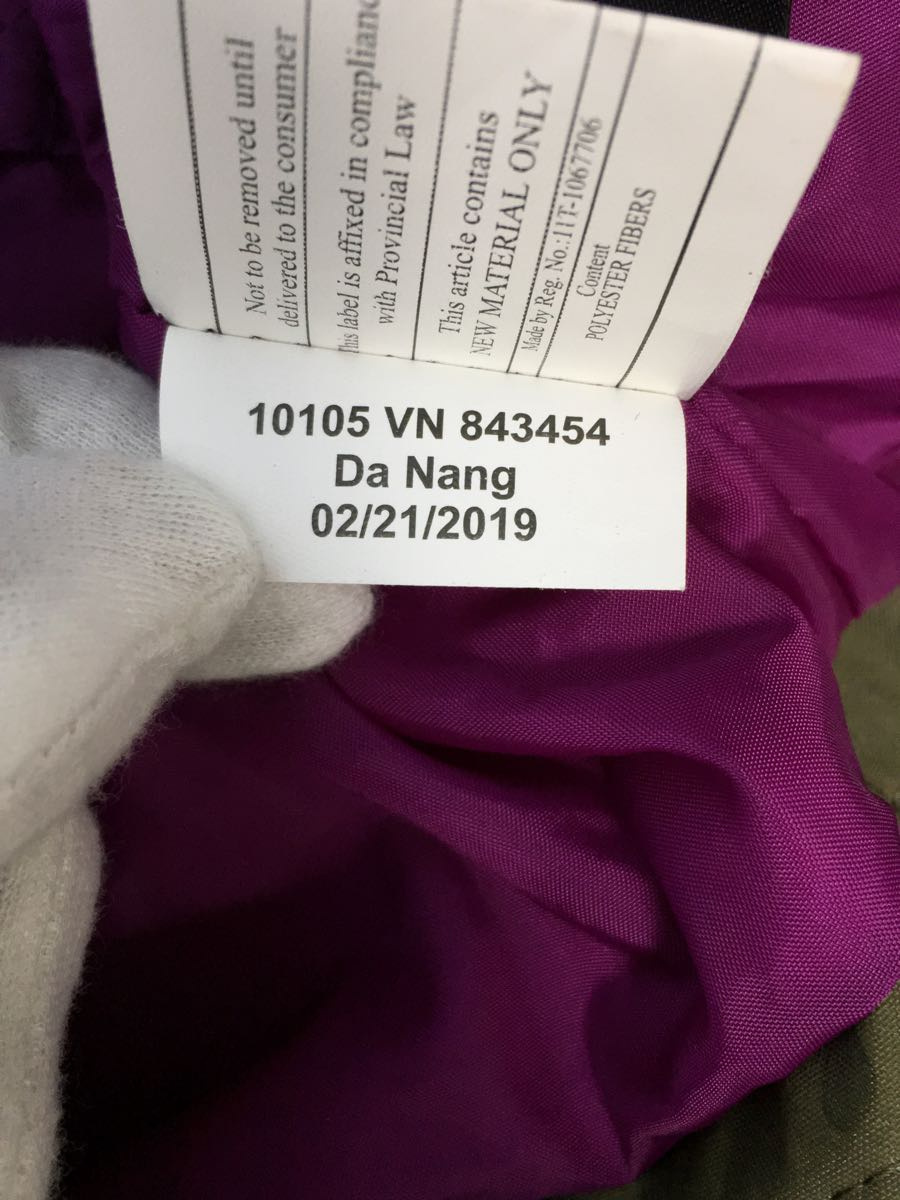 Not to be removed until
delivered to the consumer
This label is affixed in compliance
with Provincial Law
This article contains
NEW MATERIAL ONLY
Made by Reg. No.:11T-1067706
Content
POLYESTER FIBERS
10105 VN 843454
Da Nang
02/21/2019